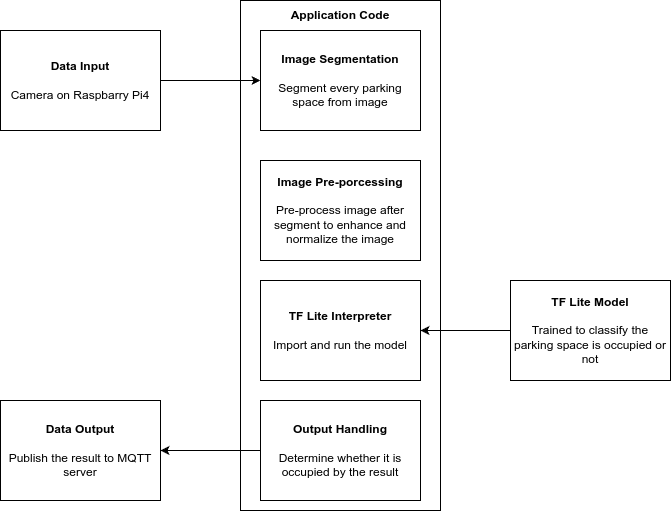 Application Code
Data Input
Camera on Raspbarry Pi4
Image Segmentation
Segment every parking
space from image
Image Pre-porcessing
Pre-process image after
segment to enhance and
normalize the image
TF Lite Interpreter
Import and run the model
TF Lite Model
Trained to classify the
parking space is occupied or
not
Data Output
Publish the result to MQTT
server
Output Handling
Determine whether it is
occupied by the result